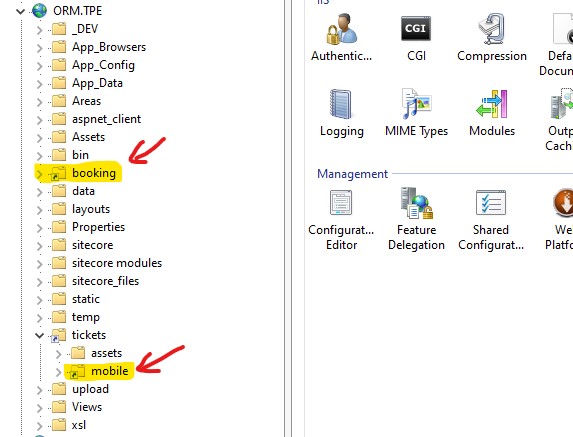 ORM.TPE
_DEV
App_Browsers
App_Config
App_Data
Areas
aspnet_client
Assets
bin
booking
data
layouts
Properties
sitecore
sitecore modules
sitecore_files
static
temp
tickets
assets
mobile
upload
Views
xsl
IIS
Authentic...
CGI
CGI
Compression
Defa
Docum
Logging
MIME Types
Modules
Outp
Cach
Management
Configurat...
Editor
Feature
Delegation
Shared
Configurat...
We
Platfo